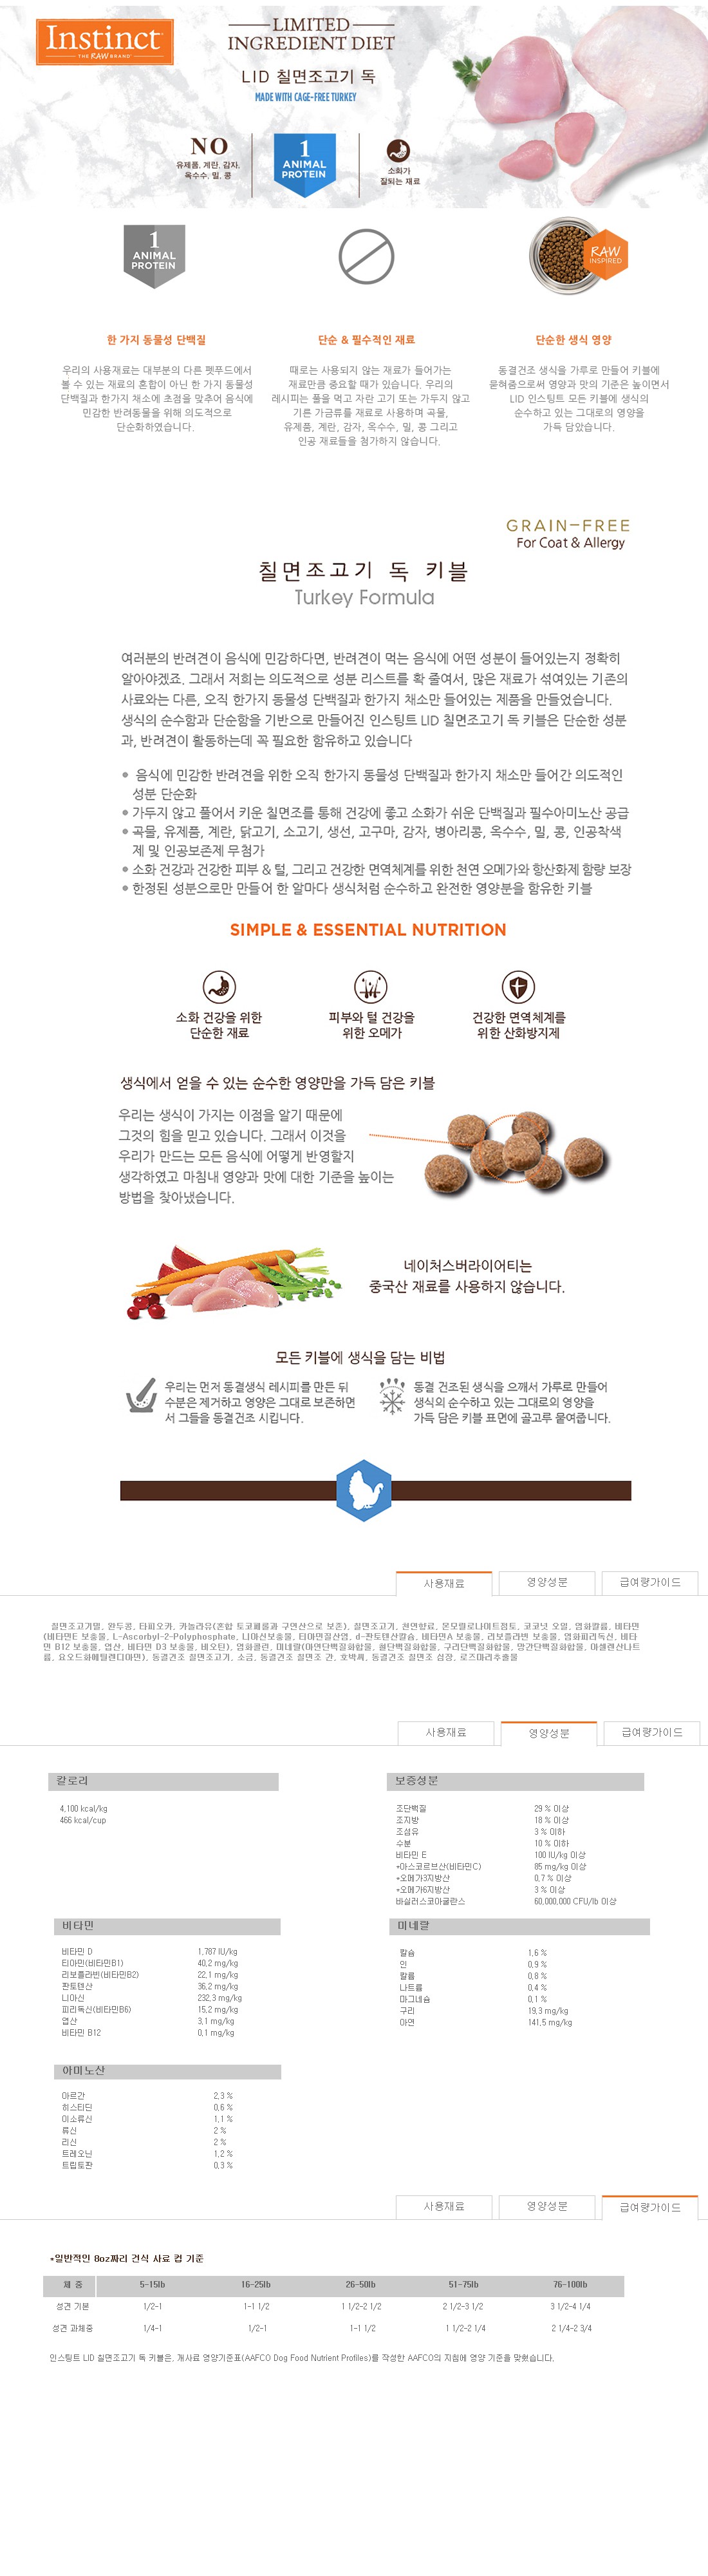 Instinct
THE RAW BRAND
LIMITED
INGREDIENT DIET
LID 칠면조고기 독
MADE WITH CAGE-FREE TURKEY
NO
유제품, 계란, 감자,
옥수수, 밀, 콩
1
ANIMAL
PROTEIN
소화가
잘되는 재료
1
ANIMAL
PROTEIN
RAW
INSPIRED
한 가지 동물성 단백질
우리의 사용재료는 대부분의 다른 펫푸드에서
볼 수 있는 재료의 혼합이 아닌 한 가지 동물성
단백질과 한가지 채소에 초점을 맞추어 음식에
민감한 반려동물을 위해 의도적으로
단순화하였습니다.
단순 & 필수적인 재료
때로는 사용되지 않는 재료가 들어가는
재료만큼 중요할 때가 있습니다. 우리의
레시피는 풀을 먹고 자란 고기 또는 가두지 않고
기른 가금류를 재료로 사용하며 곡물,
유제품, 계란, 감자, 옥수수, 밀, 콩 그리고
인공 재료들을 첨가하지 않습니다.
단순한 생식 영양
동결건조 생식을 가루로 만들어 키블에
묻혀줌으로써 영양과 맛의 기준은 높이면서
LID 인스팅트 모든 키블에 생식의
순수하고 있는 그대로의 영양을
가득 담았습니다.
GRAIN-FREE
For Coat & Allergy
칠면조고기 독 키블
Turkey Formula
여러분의 반려견이 음식에 민감하다면, 반려견이 먹는 음식에 어떤 성분이 들어있는지 정확히
알아야겠죠. 그래서 저희는 의도적으로 성분 리스트를 확 줄여서, 많은 재료가 섞여있는 기존의
사료와는 다른, 오직 한가지 동물성 단백질과 한가지 채소만 들어있는 제품을 만들었습니다.
생식의 순수함과 단순함을 기반으로 만들어진 인스팅트 LID 칠면조고기 독 키블은 단순한 성분
과, 반려견이 활동하는데 꼭 필요한 함유하고 있습니다
• 음식에 민감한 반려견을 위한 오직 한가지 동물성 단백질과 한가지 채소만 들어간 의도적인
성분 단순화
• 가두지 않고 풀어서 키운 칠면조를 통해 건강에 좋고 소화가 쉬운 단백질과 필수아미노산 공급
• 곡물, 유제품, 계란, 닭고기, 소고기, 생선, 고구마, 감자, 병아리콩, 옥수수, 밀, 콩, 인공착색
제 및 인공보존제 무첨가
• 소화 건강과 건강한 피부 & 털, 그리고 건강한 면역체계를 위한 천연 오메가와 항산화제 함량 보장
• 한정된 성분으로만 만들어 한 알마다 생식처럼 순수하고 완전한 영양분을 함유한 키블
SIMPLE & ESSENTIAL NUTRITION
소화 건강을 위한
단순한 재료
피부와 털 건강을
위한 오메가
건강한 면역체계를
위한 산화방지제
생식에서 얻을 수 있는 순수한 영양만을 가득 담은 키블
우리는 생식이 가지는 이점을 알기 때문에
그것의 힘을 믿고 있습니다. 그래서 이것을
우리가 만드는 모든 음식에 어떻게 반영할지
생각하였고 마침내 영양과 맛에 대한 기준을 높이는
방법을 찾아냈습니다.
네이처스버라이어티는
중국산 재료를 사용하지 않습니다.
모든 키블에 생식을 담는 비법
우리는 먼저 동결생식 레시피를 만든 뒤
수분은 제거하고 영양은 그대로 보존하면
서 그들을 동결건조 시킵니다.
동결 건조된 생식을 으깨서 가루로 만들어
생식의 순수하고 있는 그대로의 영양을
가득 담은 키블 표면에 골고루 뭍여줍니다.
사용재료 영양성분 급여량가이드
칠면조고기밀, 완두콩, 타피오카, 카놀라유(혼합 토코페롤과 구연산으로 보존), 칠면조고기, 천연향료, 몬모릴로나이트점토, 코코넛 오일, 염화칼륨, 비타민
(비타민E 보충물, L-Ascorbyl-2-Polyphosphate, 니아신보충물, 티아민질산염, d-판토텐산칼슘, 비타민A 보충물, 리보플라빈 보충물, 염화피리독신, 비타
민 B12 보충물, 엽산, 비타민 D3 보충물, 비오틴), 염화콜린, 미네랄(아연단백질화합물, 철단백질화합물, 구리단백질화합물, 망간단백질화합물, 아셀렌산나트
륨, 요오드화에틸렌디아민), 동결건조 칠면조고기, 소금, 동결건조 칠면조 간, 호박씨, 동결건조 칠면조 심장, 로즈마리추출물
사용재료 영양성분 급여량가이드
칼로리
4,100 kcal/kg
466 kcal/cup
보증성분
조단백질 29 % 이상
조지방 18 % 이상
조섬유 3 % 이하
수분 10 % 이하
비타민 E 100 IU/kg 이상
*아스코르브산(비타민C) 85 mg/kg 이상
*오메가3지방산 0.7 % 이상
*오메가6지방산 3 % 이상
바실러스코아귤란스 60,000,000 CFU/lb 이상
비타민
비타민 D 1,787 IU/kg
티아민(비타민B1) 40.2 mg/kg
리보플라빈(비타민B2) 22.1 mg/kg
판토텐산 36.2 mg/kg
니아신 232.3 mg/kg
피리독신(비타민B6) 15.2 mg/kg
엽산 3.1 mg/kg
비타민 B12 0.1 mg/kg
미네랄
칼슘 1.6 %
인 0.9 %
칼륨 0.8 %
나트륨 0.4 %
마그네슘 0.1 %
구리 19.3 mg/kg
아연 141.5 mg/kg
아미노산
아르간 2.3 %
히스티딘 0.6 %
이소류신 1.1 %
류신 2 %
리신 2 %
트레오닌 1.2 %
트립토판 0.3 %
사용재료 영양성분 급여량가이드
*일반적인 8oz짜리 건식 사료 컵 기준
체 중 5-15lb 16-25lb 26-50lb 51-75lb 76-100lb
성견 기본 1/2-1 1-1 1/2 1 1/2-2 1/2 2 1/2-3 1/2 3 1/2-4 1/4
성견 과체중 1/4-1 1/2-1 1-1 1/2 1 1/2-2 1/4 2 1/4-2 3/4
인스팅트 LID 칠면조고기 독 키블은, 개사료 영양기준표(AAFCO Dog Food Nutrient Profiles)를 작성한 AAFCO의 지침에 영양 기준을 맞췄습니다.